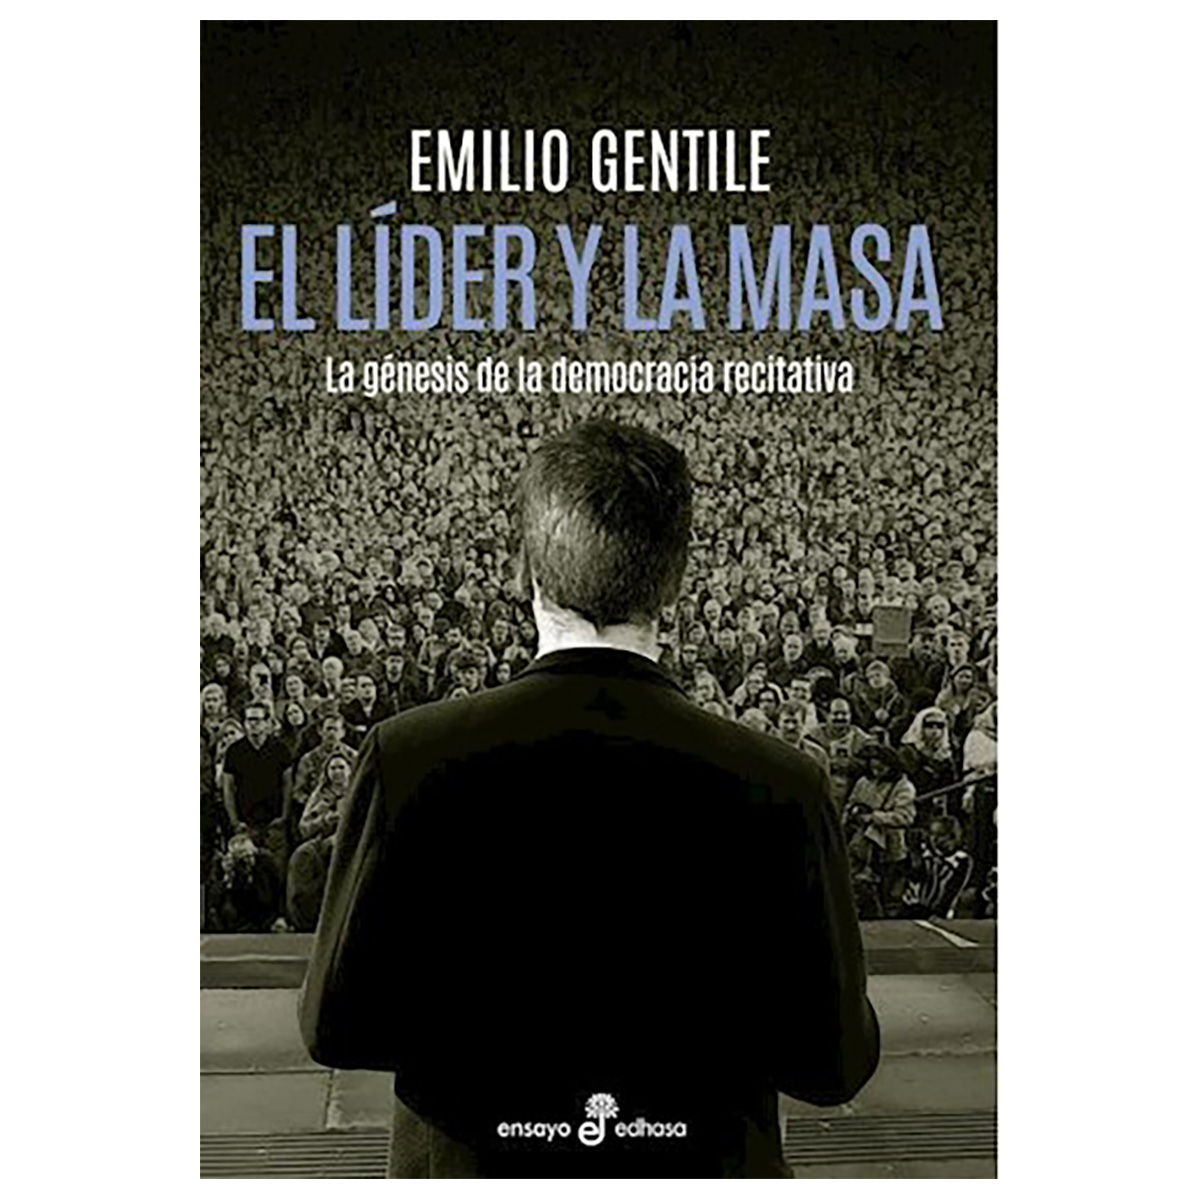 EMILIO GENTILE
EL LÍDER Y LA MASA
La génesis de la democracia recitativa
ensayo edhasa